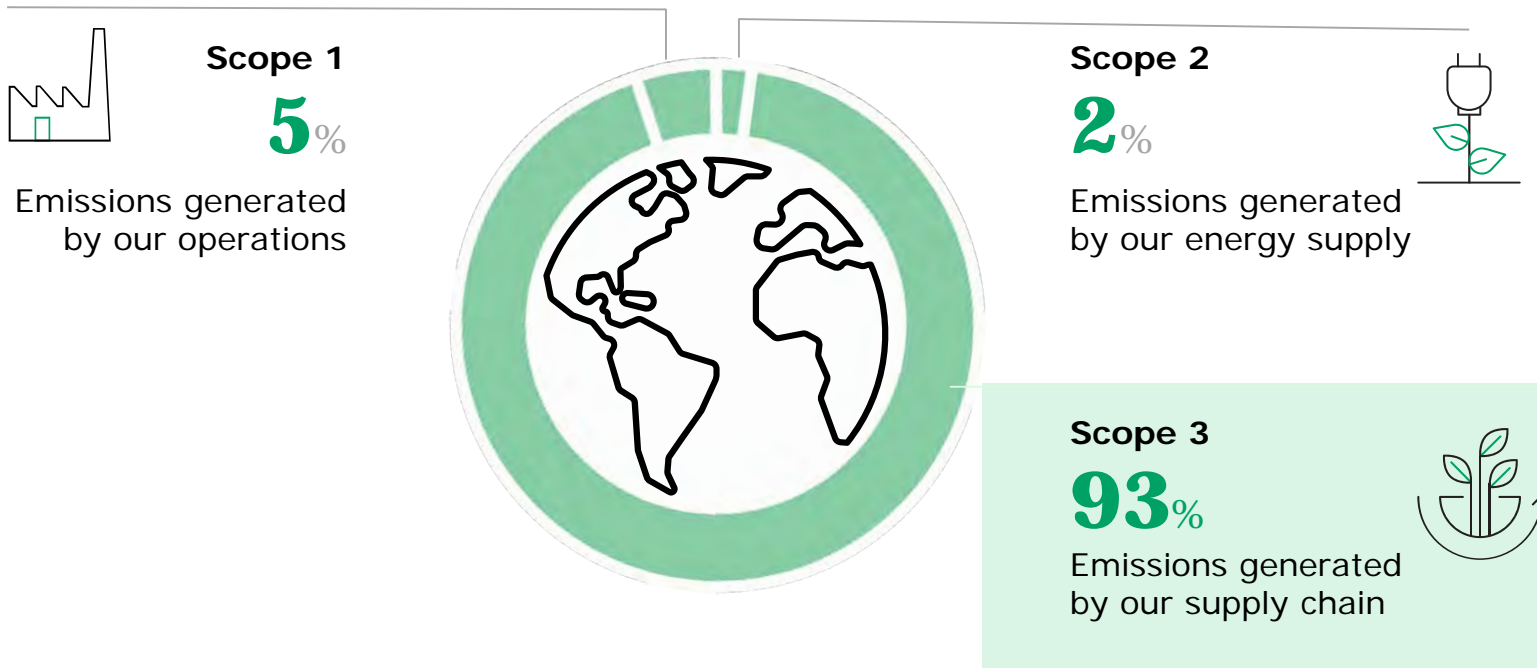 Scope 1
5%
Emissions generated
by our operations
Scope 2
2%
Emissions generated
by our energy supply
Scope 3
93%
Emissions generated
by our supply chain